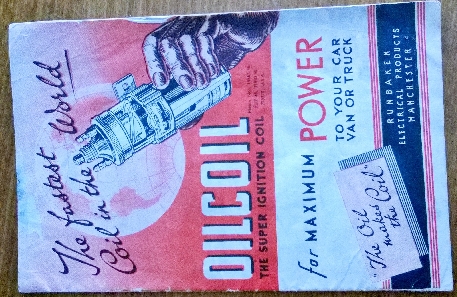 The fastest
Coil in the World
OILCOIL
THE SUPER IGNITION COIL
for MAXIMUM POWER
TO YOUR CAR
VAN OR TRUCK
"The Oil
makes
the Coil"
RUNBAKEN
ELECTRICAL PRODUCTS
MANCHESTER